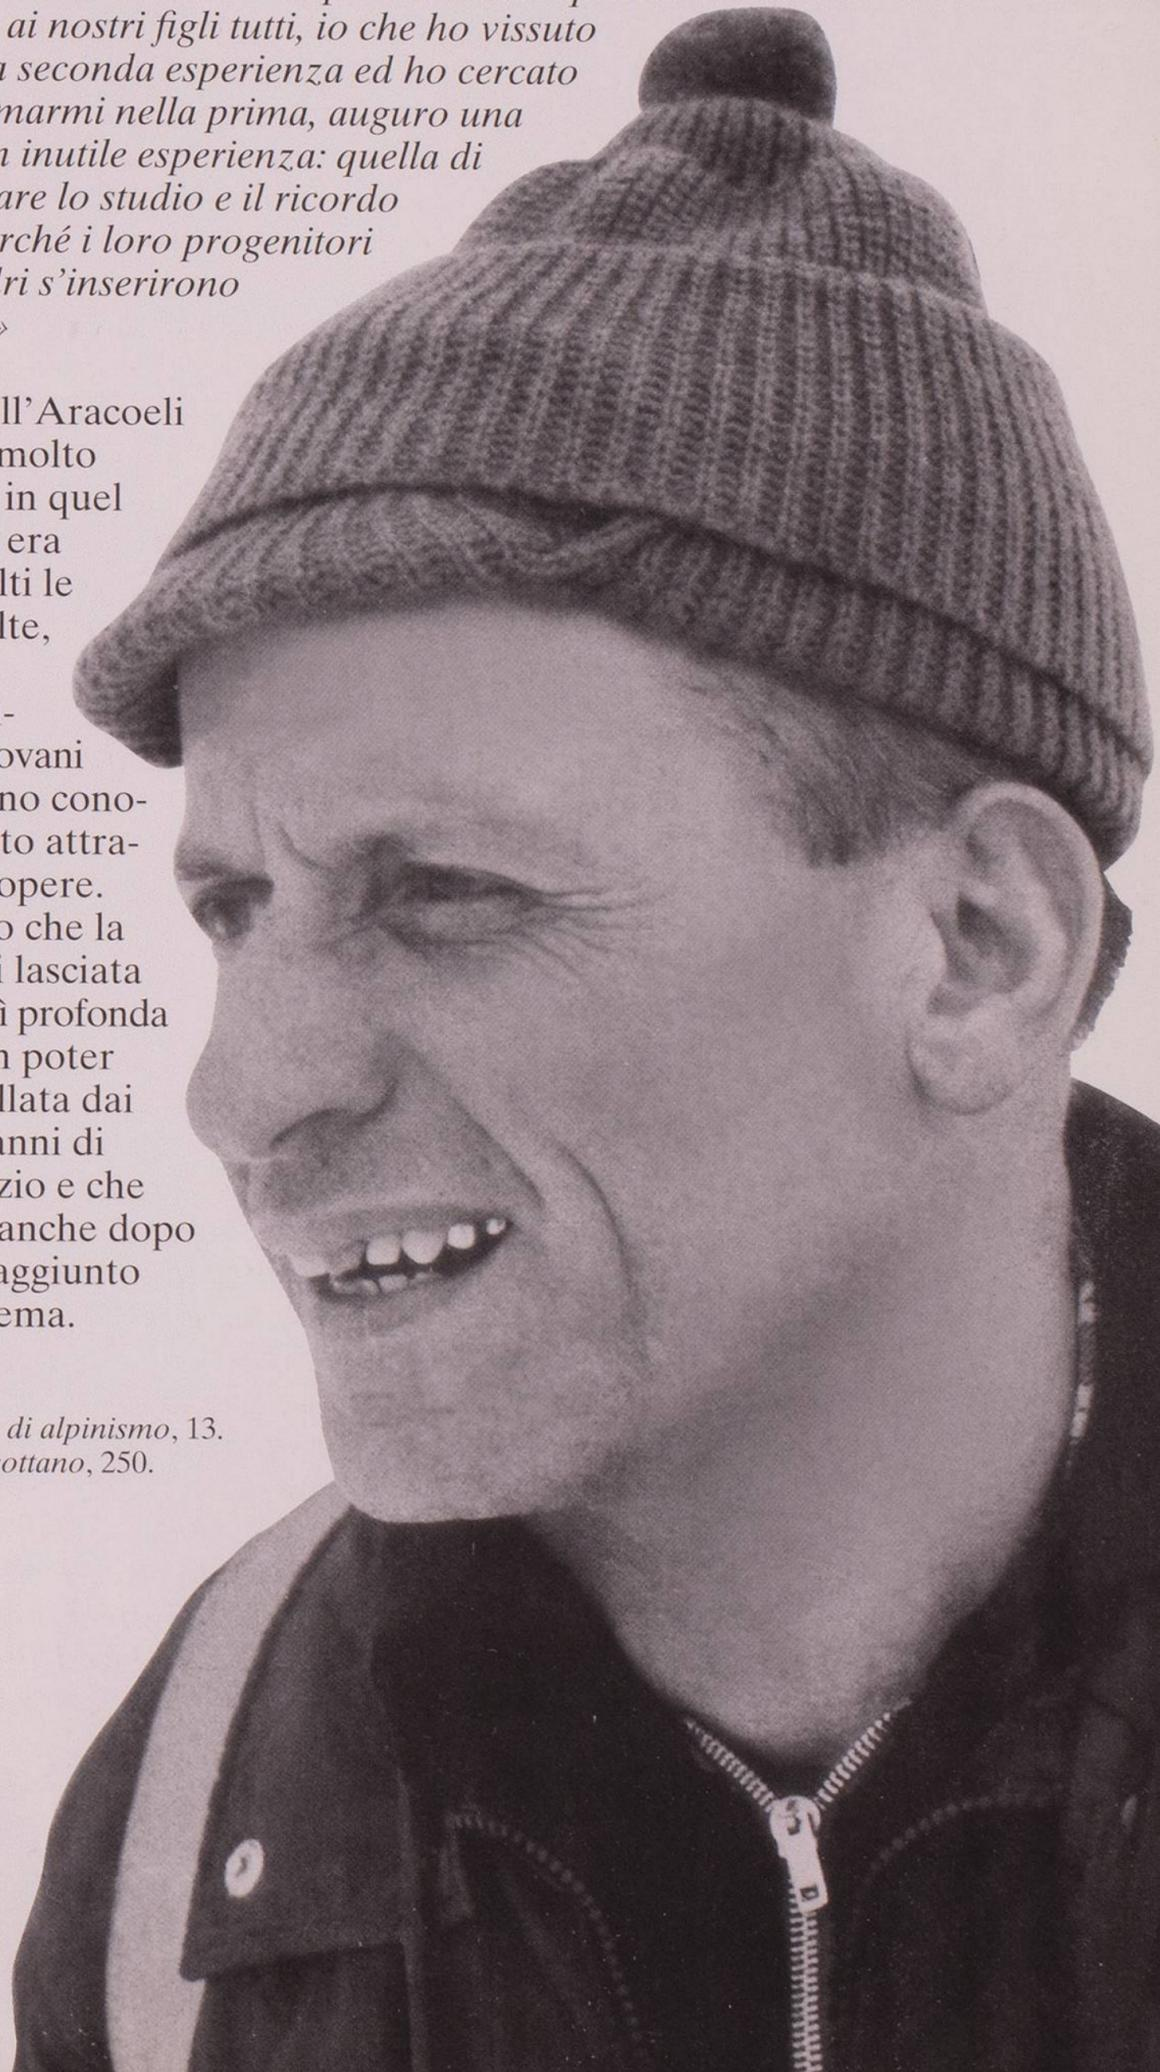 ai nostri figli tutti, io che ho vissuto
a seconda esperienza ed ho cercato
marmi nella prima, auguro una
n inutile esperienza: quella di
are lo studio e il ricordo
rché i loro progenitori
dri s'inserirono
»
ll'Aracoeli
molto
in quel
era
lti le
lte,
-
ovani
no cono-
to attra-
opere.
o che la
i lasciata
ì profonda
n poter
llata dai
anni di
zio e che
anche dopo
aggiunto
ema.
di alpinismo, 13.
ottano, 250.